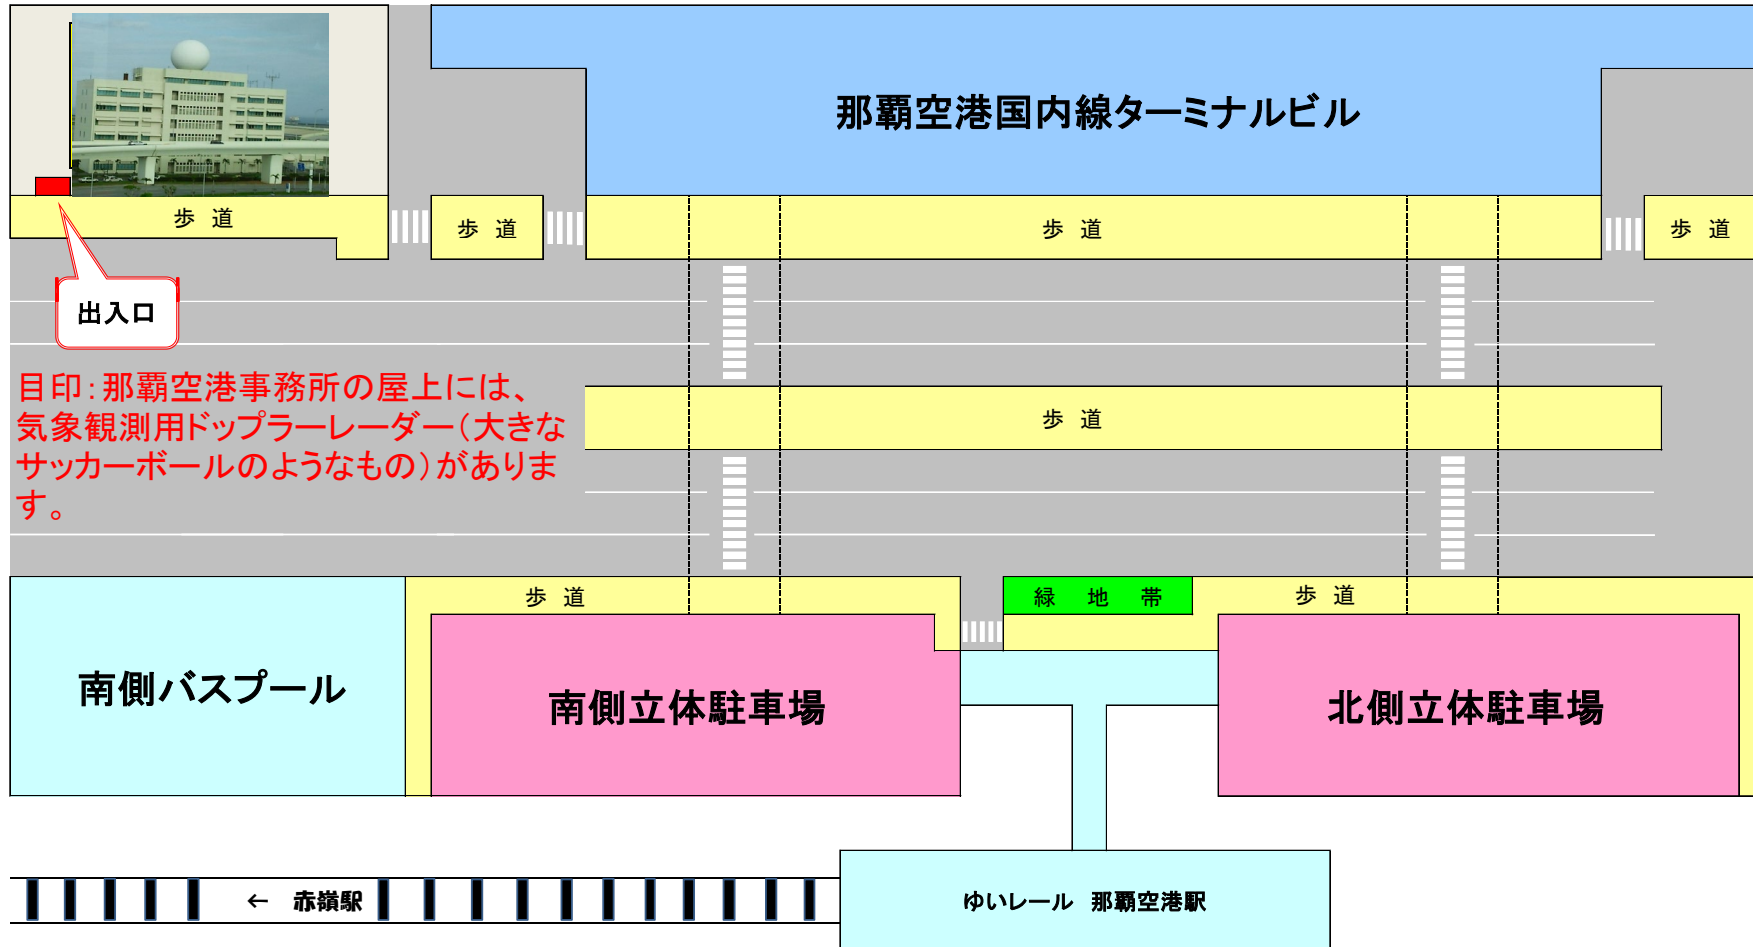 那覇空港国内線ターミナルビル
歩道
歩道
歩道
歩道
出入口
目印：那覇空港事務所の屋上には、
気象観測用ドップラーレーダー（大きな
サッカーボールのようなもの）がありま
す。
歩道
歩道
緑地帯
歩道
南側バスプール
南側立体駐車場
北側立体駐車場
← 赤嶺駅
ゆいレール 那覇空港駅